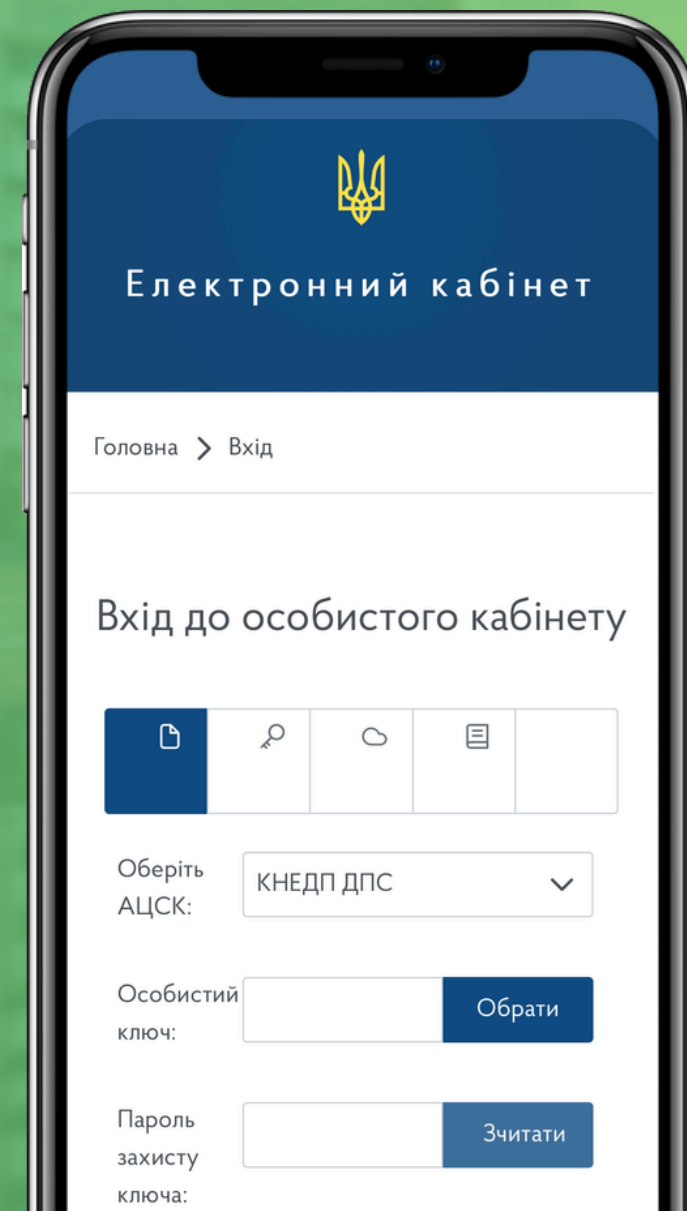 Електронний кабінет
Головна > Вхід
Вхід до особистого кабінету
Оберіть
АЦСК:
КНЕДП ДПС
Особистий
ключ:
Обрати
Пароль
захисту
ключа:
Зчитати